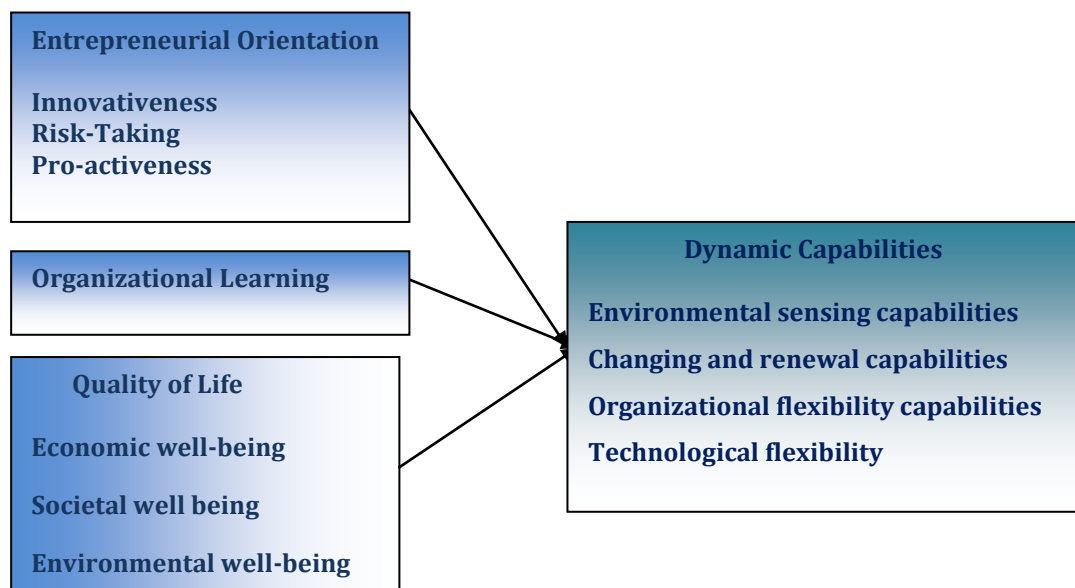 Entrepreneurial Orientation
Innovativeness
Risk-Taking
Pro-activeness
Organizational Learning
Quality of Life
Economic well-being
Societal well being
Environmental well-being
Dynamic Capabilities
Environmental sensing capabilities
Changing and renewal capabilities
Organizational flexibility capabilities
Technological flexibility